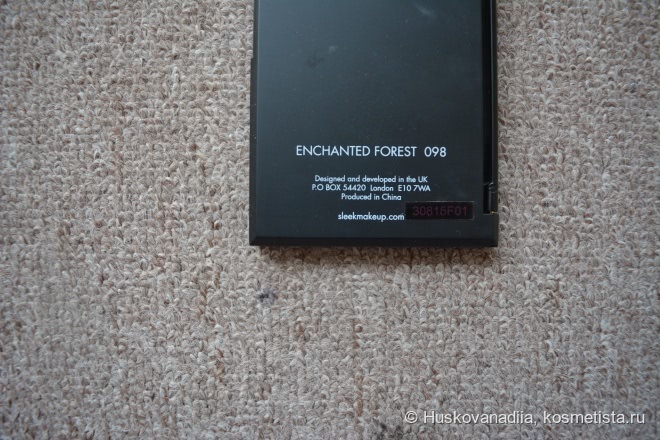 ENCHANTED FOREST 098
Designed and developed in the UK
P.O BOX 54420 London E10 7WA
Produced in China
sleekmakeup.com 30815F01
© Huskovanadiia, kosmetista.ru